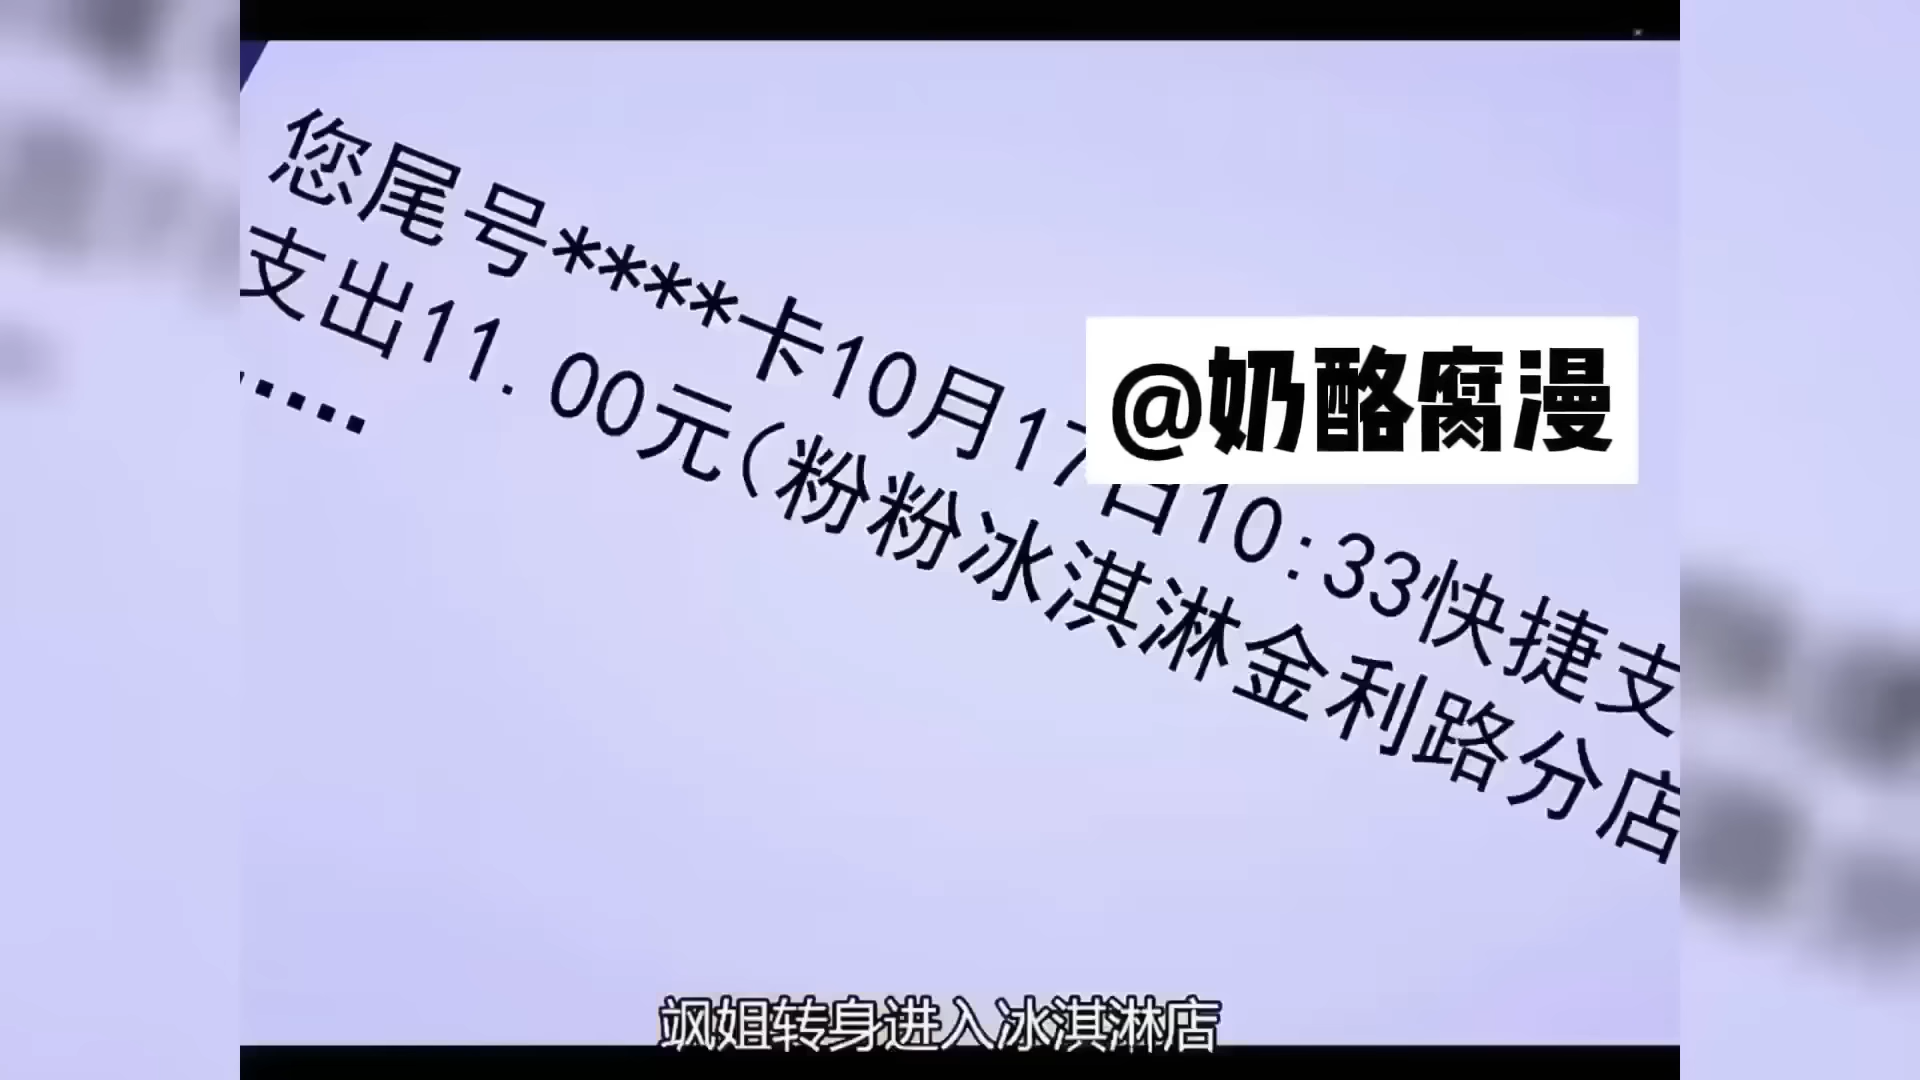 您尾号****卡10月17日10:33快捷支
支出11.00元(粉粉冰淇淋金利路分店
@奶酪腐漫
飒姐转身进入冰淇淋店